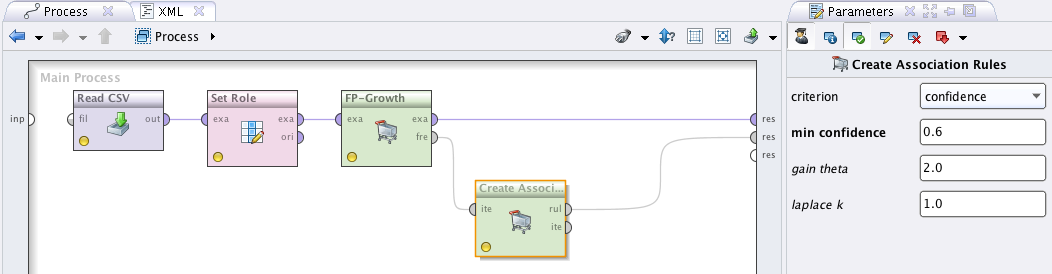 Process XML
Parameters
Process
Main Process
Create Association Rules
Read CSV Set Role FP-Growth
criterion confidence
inp fil out exa exa exa exa res
ori fre res
min confidence 0.6
res
gain theta 2.0
Create Associ...
ite rul
laplace k 1.0
ite